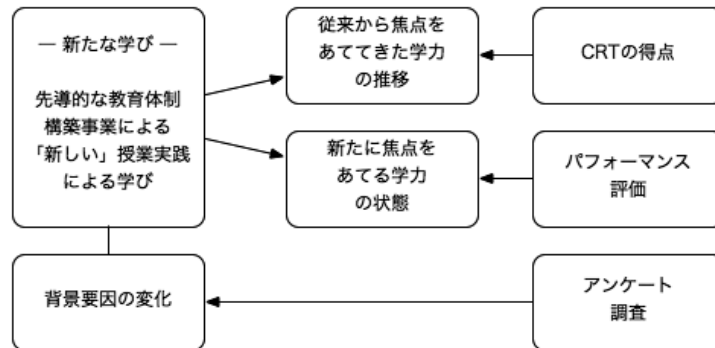 ― 新たな学び ―
先導的な教育体制
構築事業による
「新しい」授業実践
による学び
従来から焦点を
あててきた学力
の推移
CRTの得点
新たに焦点を
あてる学力
の状態
パフォーマンス
評価
背景要因の変化
アンケート
調査